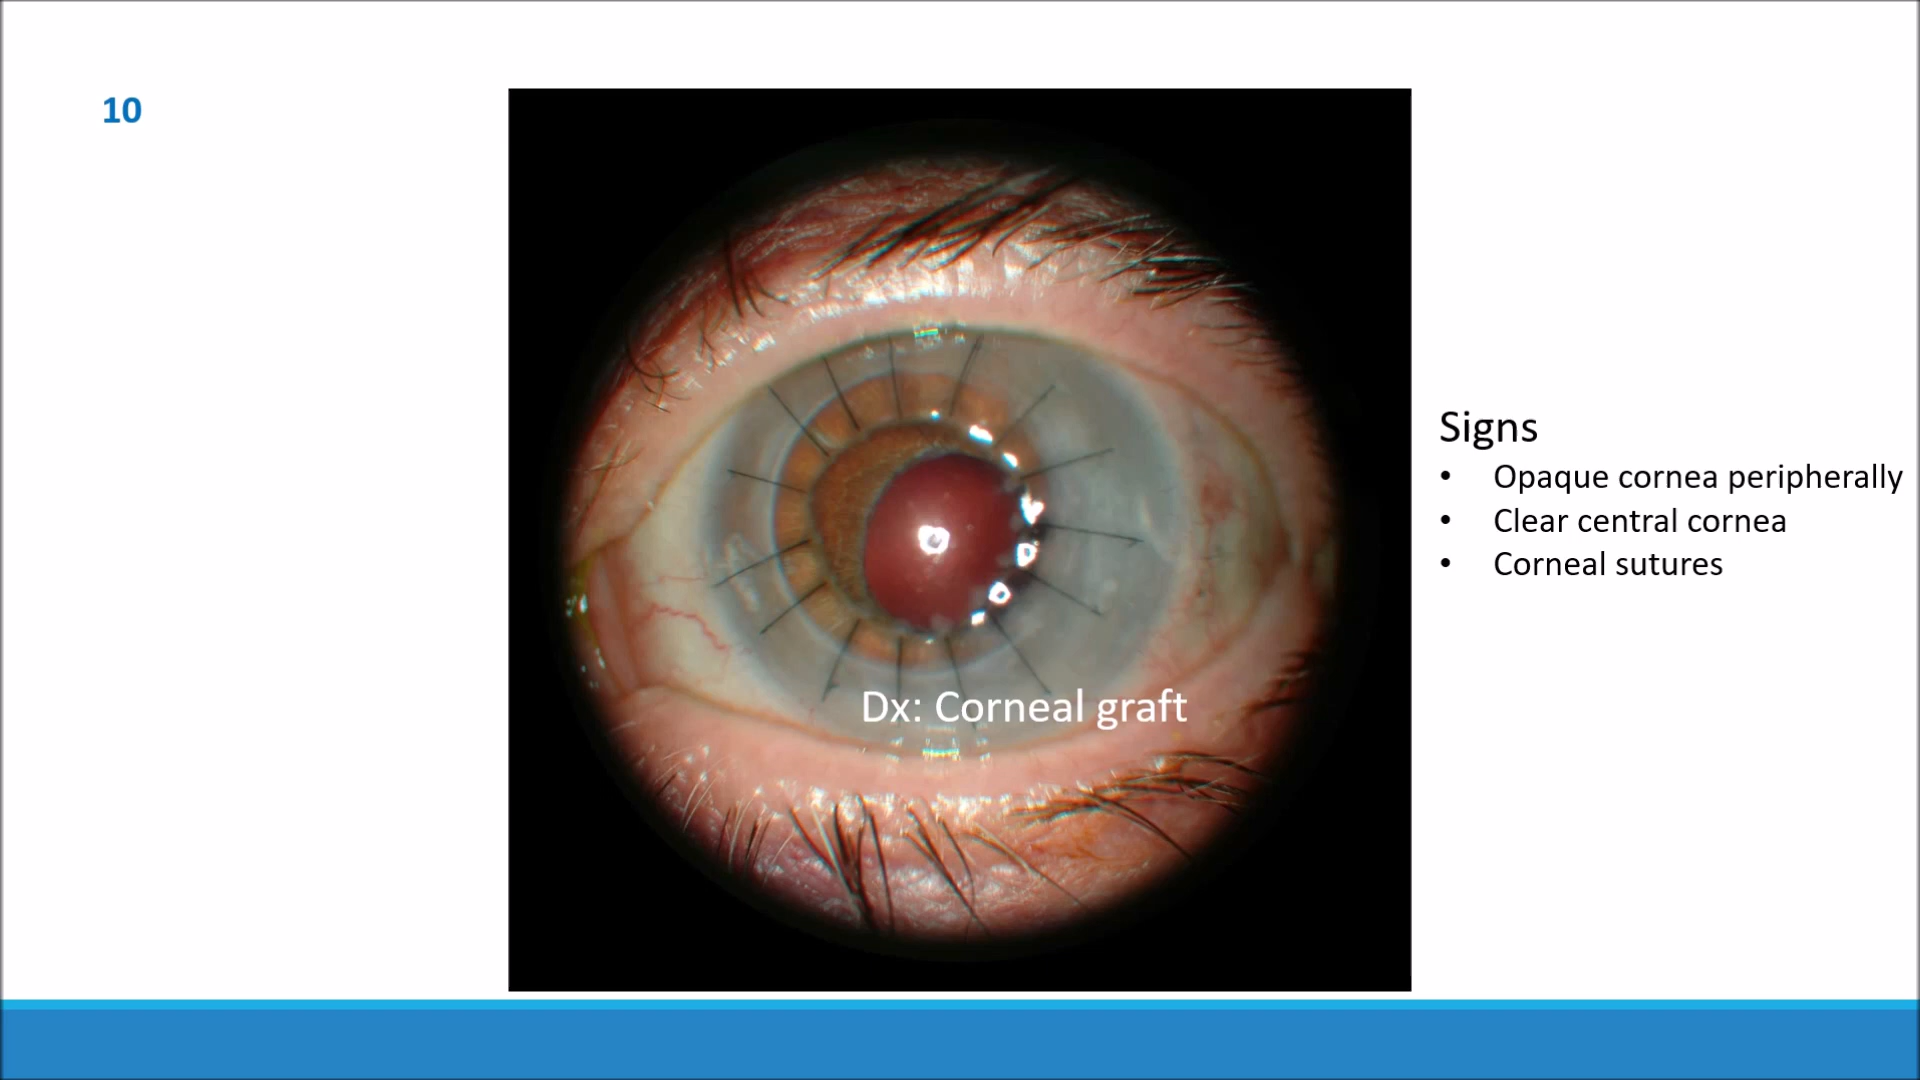 10
Signs
• Opaque cornea peripherally
• Clear central cornea
• Corneal sutures
Dx: Corneal graft